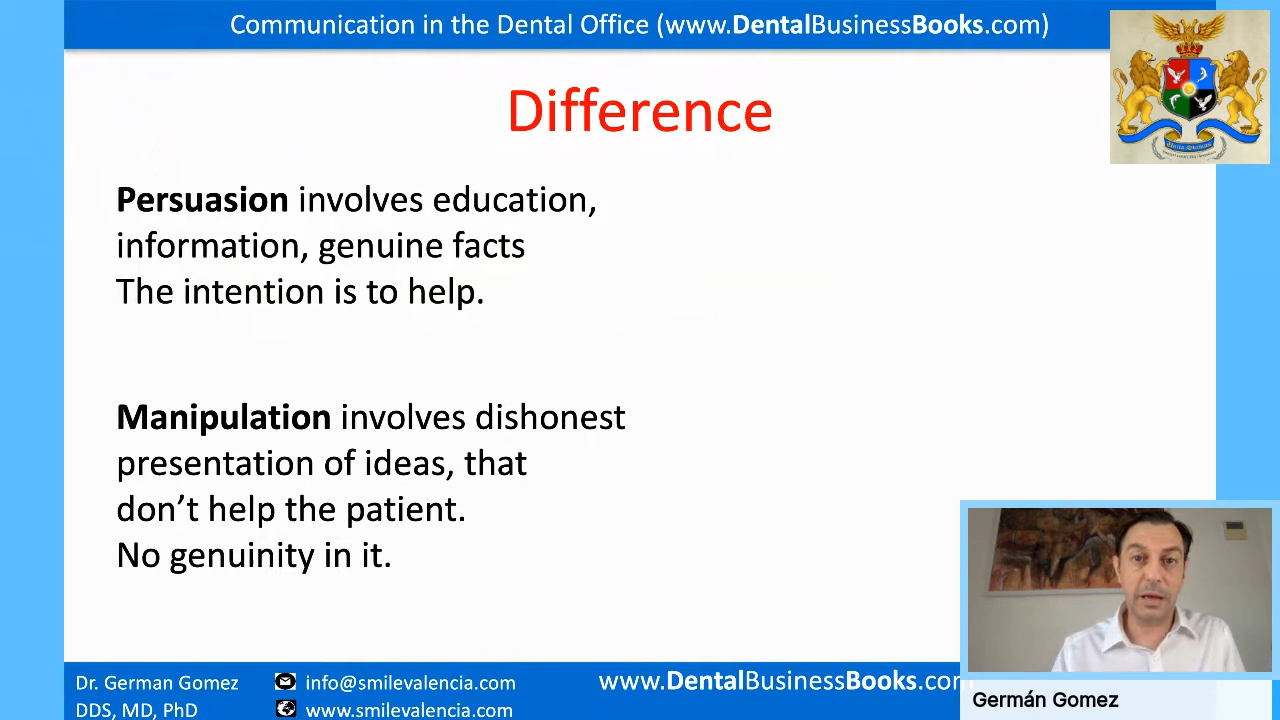 Communication in the Dental Office (www.DentalBusinessBooks.com)
Difference
Persuasion involves education,
information, genuine facts
The intention is to help.
Manipulation involves dishonest
presentation of ideas, that
don’t help the patient.
No genuinity in it.
Dr. German Gomez
info@smilevalencia.com
www.DentalBusinessBooks.com
DDS, MD, PhD
www.smilevalencia.com
Germán Gomez